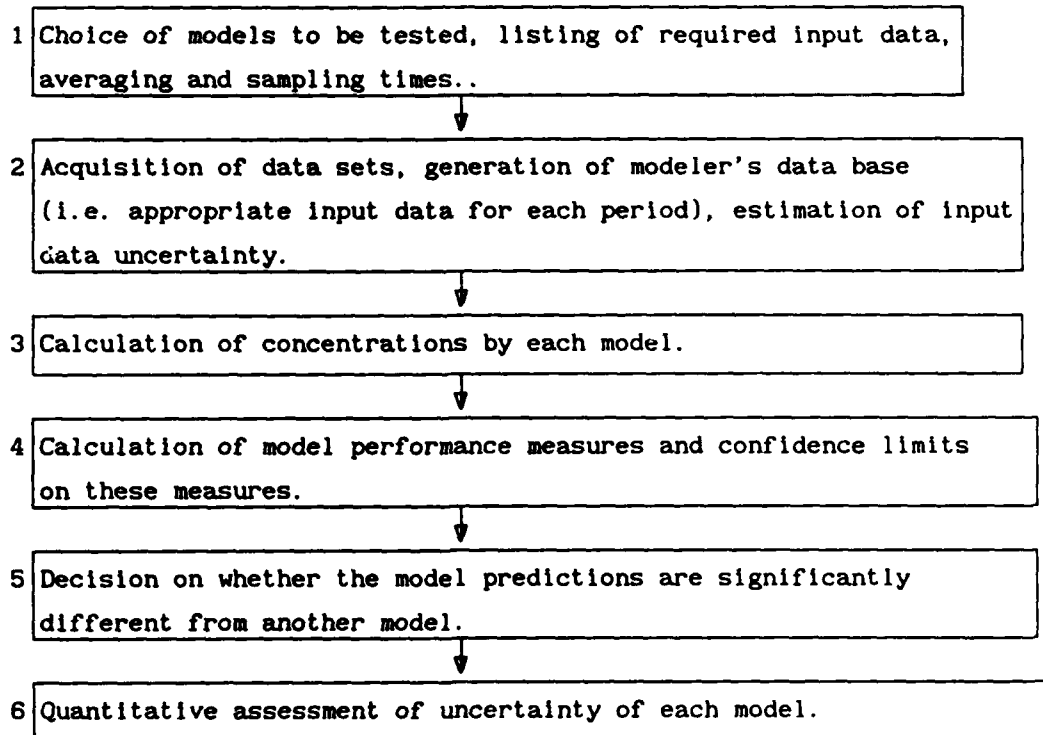 1 Choice of models to be tested, listing of required input data,
averaging and sampling times..
2 Acquisition of data sets, generation of modeler's data base
(i.e. appropriate input data for each period), estimation of input
data uncertainty.
3 Calculation of concentrations by each model.
4 Calculation of model performance measures and confidence limits
on these measures.
5 Decision on whether the model predictions are significantly
different from another model.
6 Quantitative assessment of uncertainty of each model.